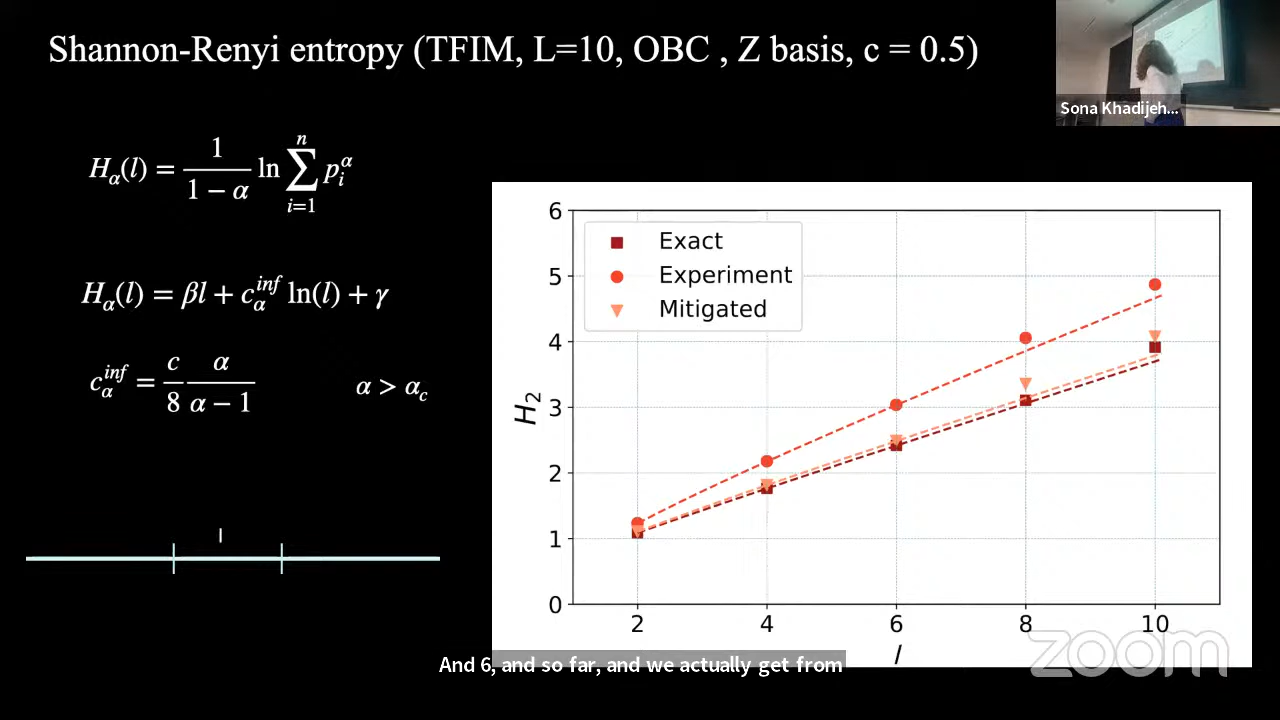 Shannon-Renyi entropy (TFIM, L=10, OBC , Z basis, c = 0.5)
Sona Khadijeh...
H_α(l) = 1/(1 − α) ln ∑_{i=1}^{n} p_i^α
H_α(l) = βl + c_α^{inf} ln(l) + γ
c_α^{inf} = c/8 α/(α − 1)
α > α_c
l
Exact
Experiment
Mitigated
H_2
6
5
4
3
2
1
0
2 4 6 8 10
l
And 6, and so far, and we actually get from
zoom